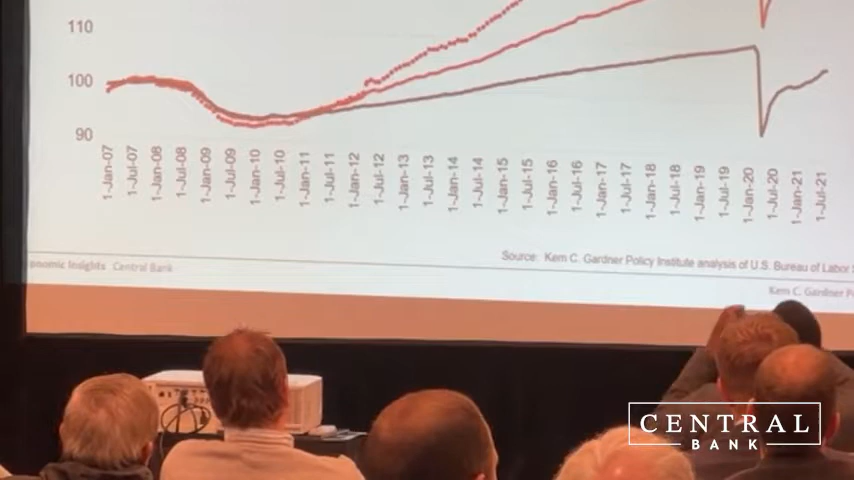 110
100
90
1-Jan-07
1-Jul-07
1-Jan-08
1-Jul-08
1-Jan-09
1-Jul-09
1-Jan-10
1-Jul-10
1-Jan-11
1-Jul-11
1-Jan-12
1-Jul-12
1-Jan-13
1-Jul-13
1-Jan-14
1-Jul-14
1-Jan-15
1-Jul-15
1-Jan-16
1-Jul-16
1-Jan-17
1-Jul-17
1-Jan-18
1-Jul-18
1-Jan-19
1-Jul-19
1-Jan-20
1-Jul-20
1-Jan-21
1-Jul-21
Source: Kem C. Gardner Policy Institute analysis of U.S. Bureau of Labor
nomic Insights Central Bank
Kem C. Gardner P
CENTRAL
BANK